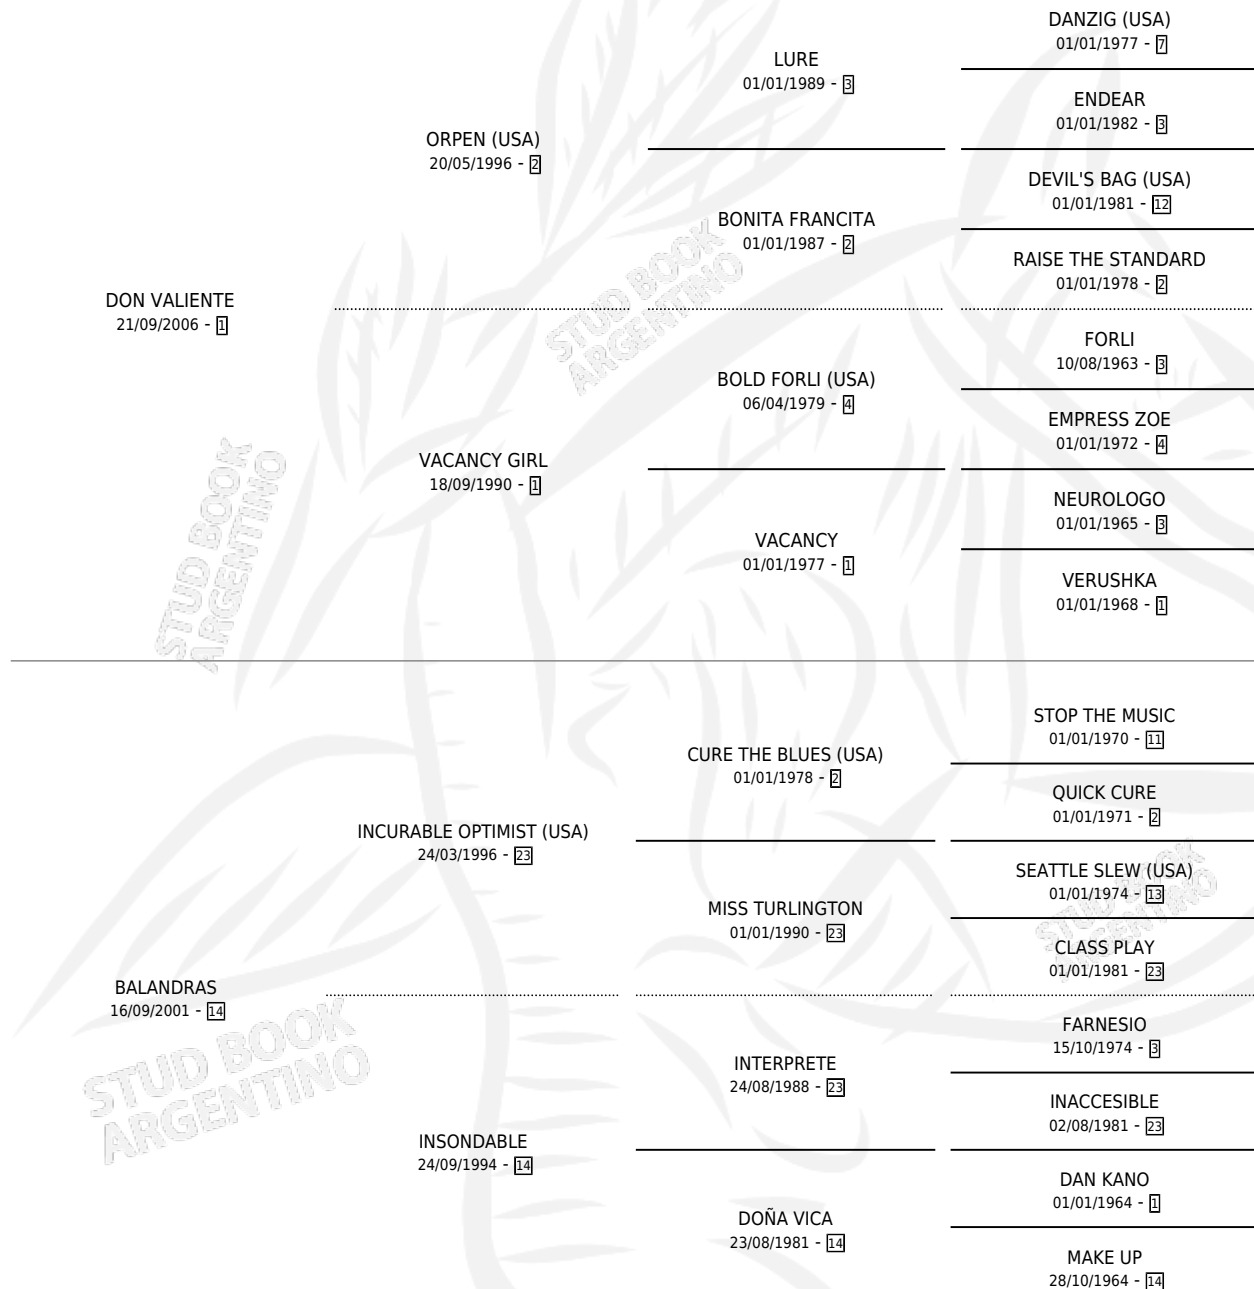 DON VALIENTE
21/09/2006 - 1
ORPEN (USA)
20/05/1996 - 2
LURE
01/01/1989 - 3
DANZIG (USA)
01/01/1977 - 7
ENDEAR
01/01/1982 - 3
BONITA FRANCITA
01/01/1987 - 2
DEVIL'S BAG (USA)
01/01/1981 - 12
RAISE THE STANDARD
01/01/1978 - 2
VACANCY GIRL
18/09/1990 - 1
BOLD FORLI (USA)
06/04/1979 - 4
FORLI
10/08/1963 - 3
EMPRESS ZOE
01/01/1972 - 4
VACANCY
01/01/1977 - 1
NEUROLOGO
01/01/1965 - 3
VERUSHKA
01/01/1968 - 1
BALANDRAS
16/09/2001 - 14
INCURABLE OPTIMIST (USA)
24/03/1996 - 23
CURE THE BLUES (USA)
01/01/1978 - 2
STOP THE MUSIC
01/01/1970 - 11
QUICK CURE
01/01/1971 - 2
MISS TURLINGTON
01/01/1990 - 23
SEATTLE SLEW (USA)
01/01/1974 - 13
CLASS PLAY
01/01/1981 - 23
INSONDABLE
24/09/1994 - 14
INTERPRETE
24/08/1988 - 23
FARNESIO
15/10/1974 - 3
INACCESIBLE
02/08/1981 - 23
DOÑA VICA
23/08/1981 - 14
DAN KANO
01/01/1964 - 1
MAKE UP
28/10/1964 - 14
STUD BOOK
ARGENTINO
STUD BOOK
ARGENTINO
STUD BOOK
ARGENTINO
STUD BOOK
ARGENTINO